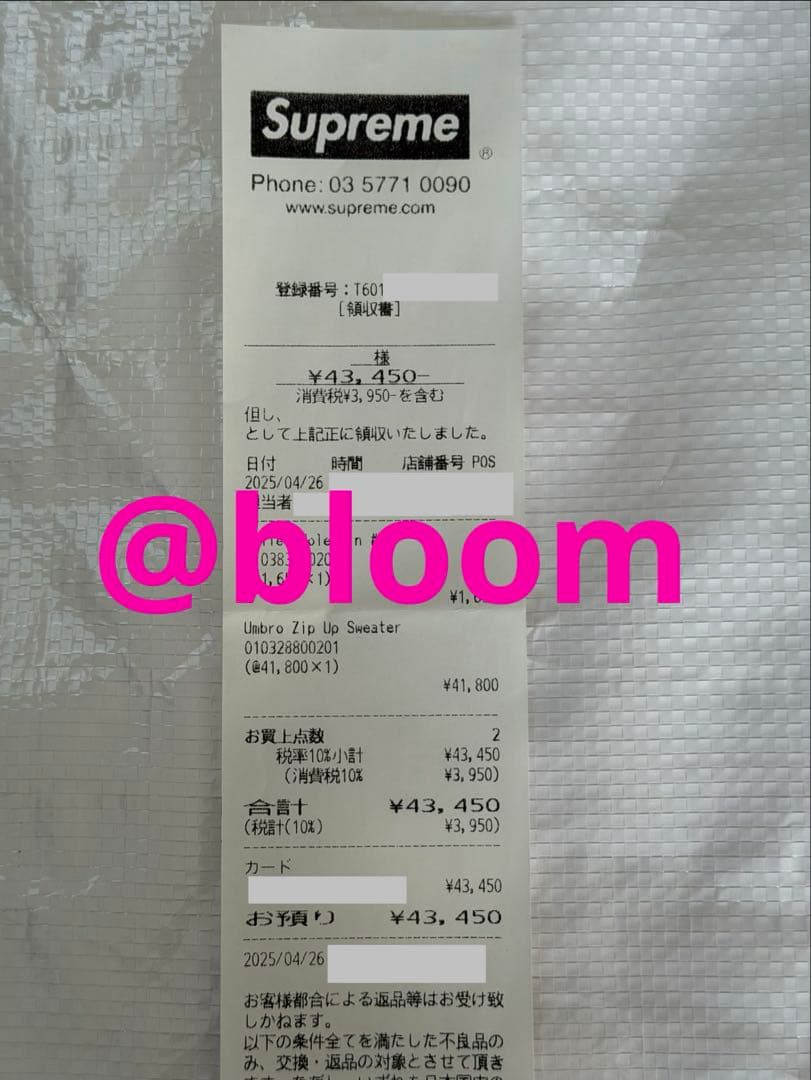 Supreme
®
Phone: 03 5771 0090
www.supreme.com
登録番号：T601
［領収書］
様
¥43,450-
消費税¥3,950-を含む
但し、
として上記正に領収いたしました。
日付 時間 店舗番号 POS
2025/04/26
当者
@bloom
×1)
¥1,
Umbro Zip Up Sweater
010328800201
(@41,800×1)
¥41,800
お買上点数 2
税率10%小計 ¥43,450
(消費税10% ¥3,950)
合計 ¥43,450
(税計(10%) ¥3,950)
カード
¥43,450
お預り ¥43,450
2025/04/26
お客様都合による返品等はお受け致
しかねます。
以下の条件全てを満たした不良品の
み、交換・返品の対象とさせて頂き